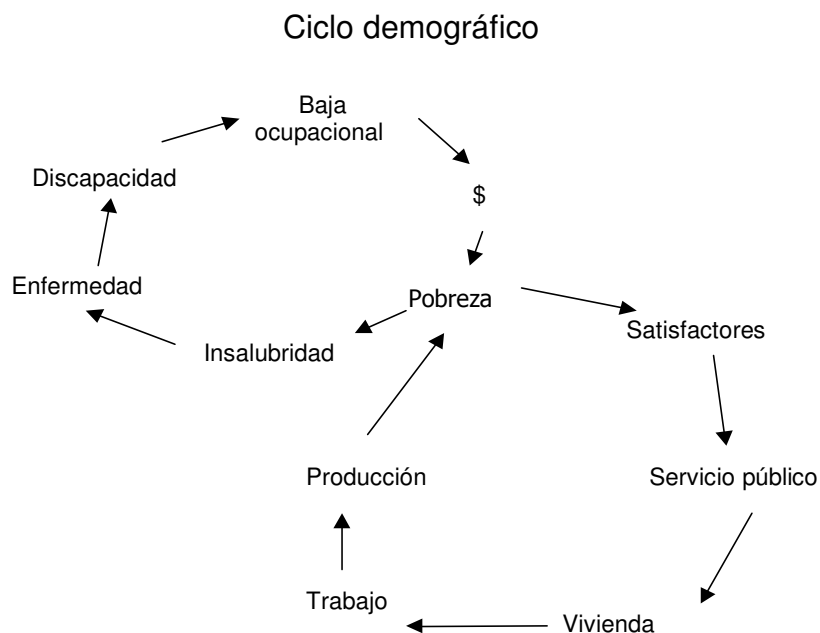 Ciclo demográfico
Baja
ocupacional
Discapacidad
$
Enfermedad
Pobreza
Satisfactores
Insalubridad
Producción
Servicio público
Trabajo
Vivienda